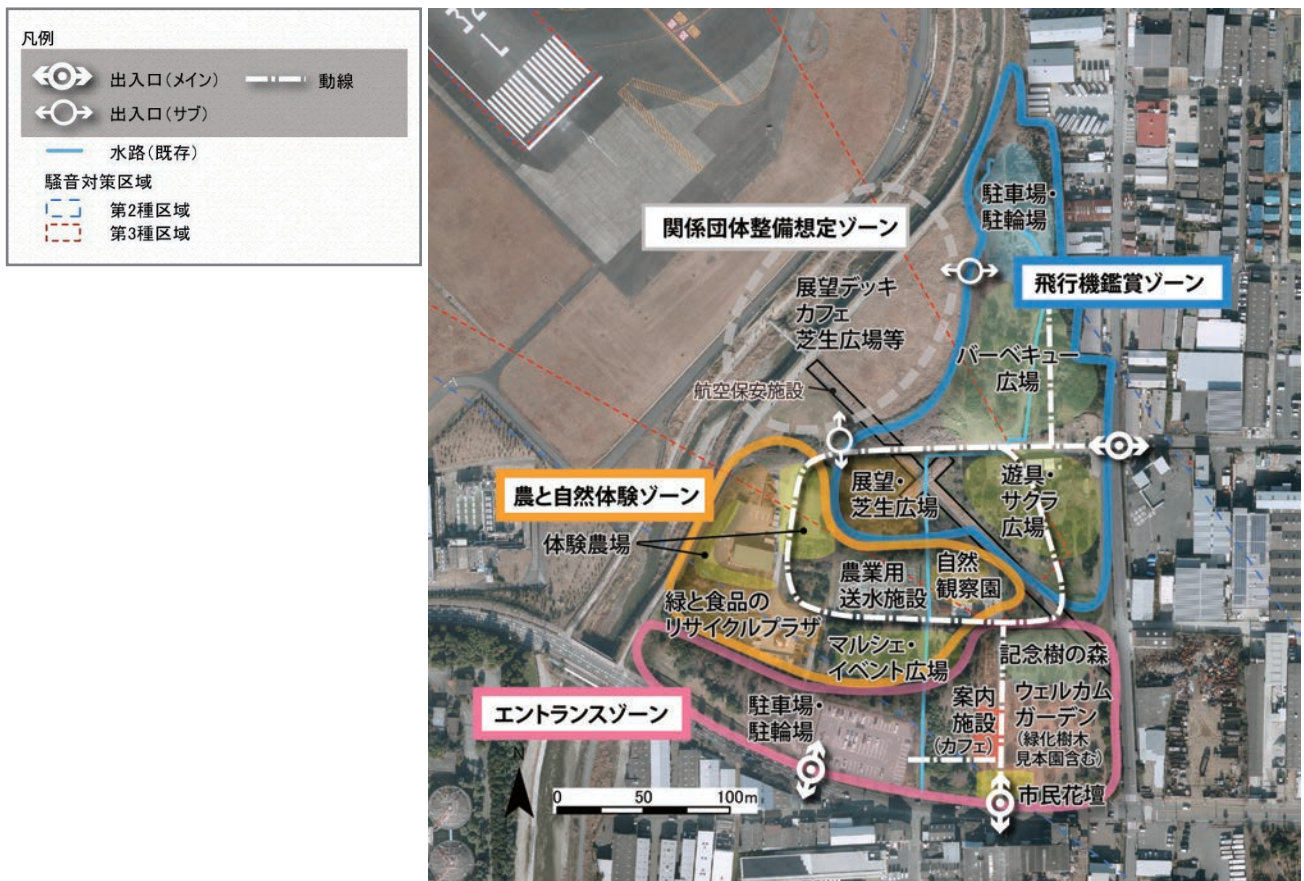 凡例
出入口(メイン)
動線
出入口(サブ)
水路(既存)
騒音対策区域
第2種区域
第3種区域
32
L
関係団体整備想定ゾーン
駐車場・
駐輪場
飛行機鑑賞ゾーン
展望デッキ
カフェ
芝生広場等
バーベキュー
広場
航空保安施設
農と自然体験ゾーン
展望・
芝生広場
遊具・
サクラ
広場
体験農場
農業用
送水施設
自然
観察園
緑と食品の
リサイクルプラザ
マルシェ・
イベント広場
記念樹の森
エントランスゾーン
駐車場・
駐輪場
案内
施設
(カフェ)
ウェルカム
ガーデン
(緑化樹木
見本園含む)
市民花壇
N
0 50 100m